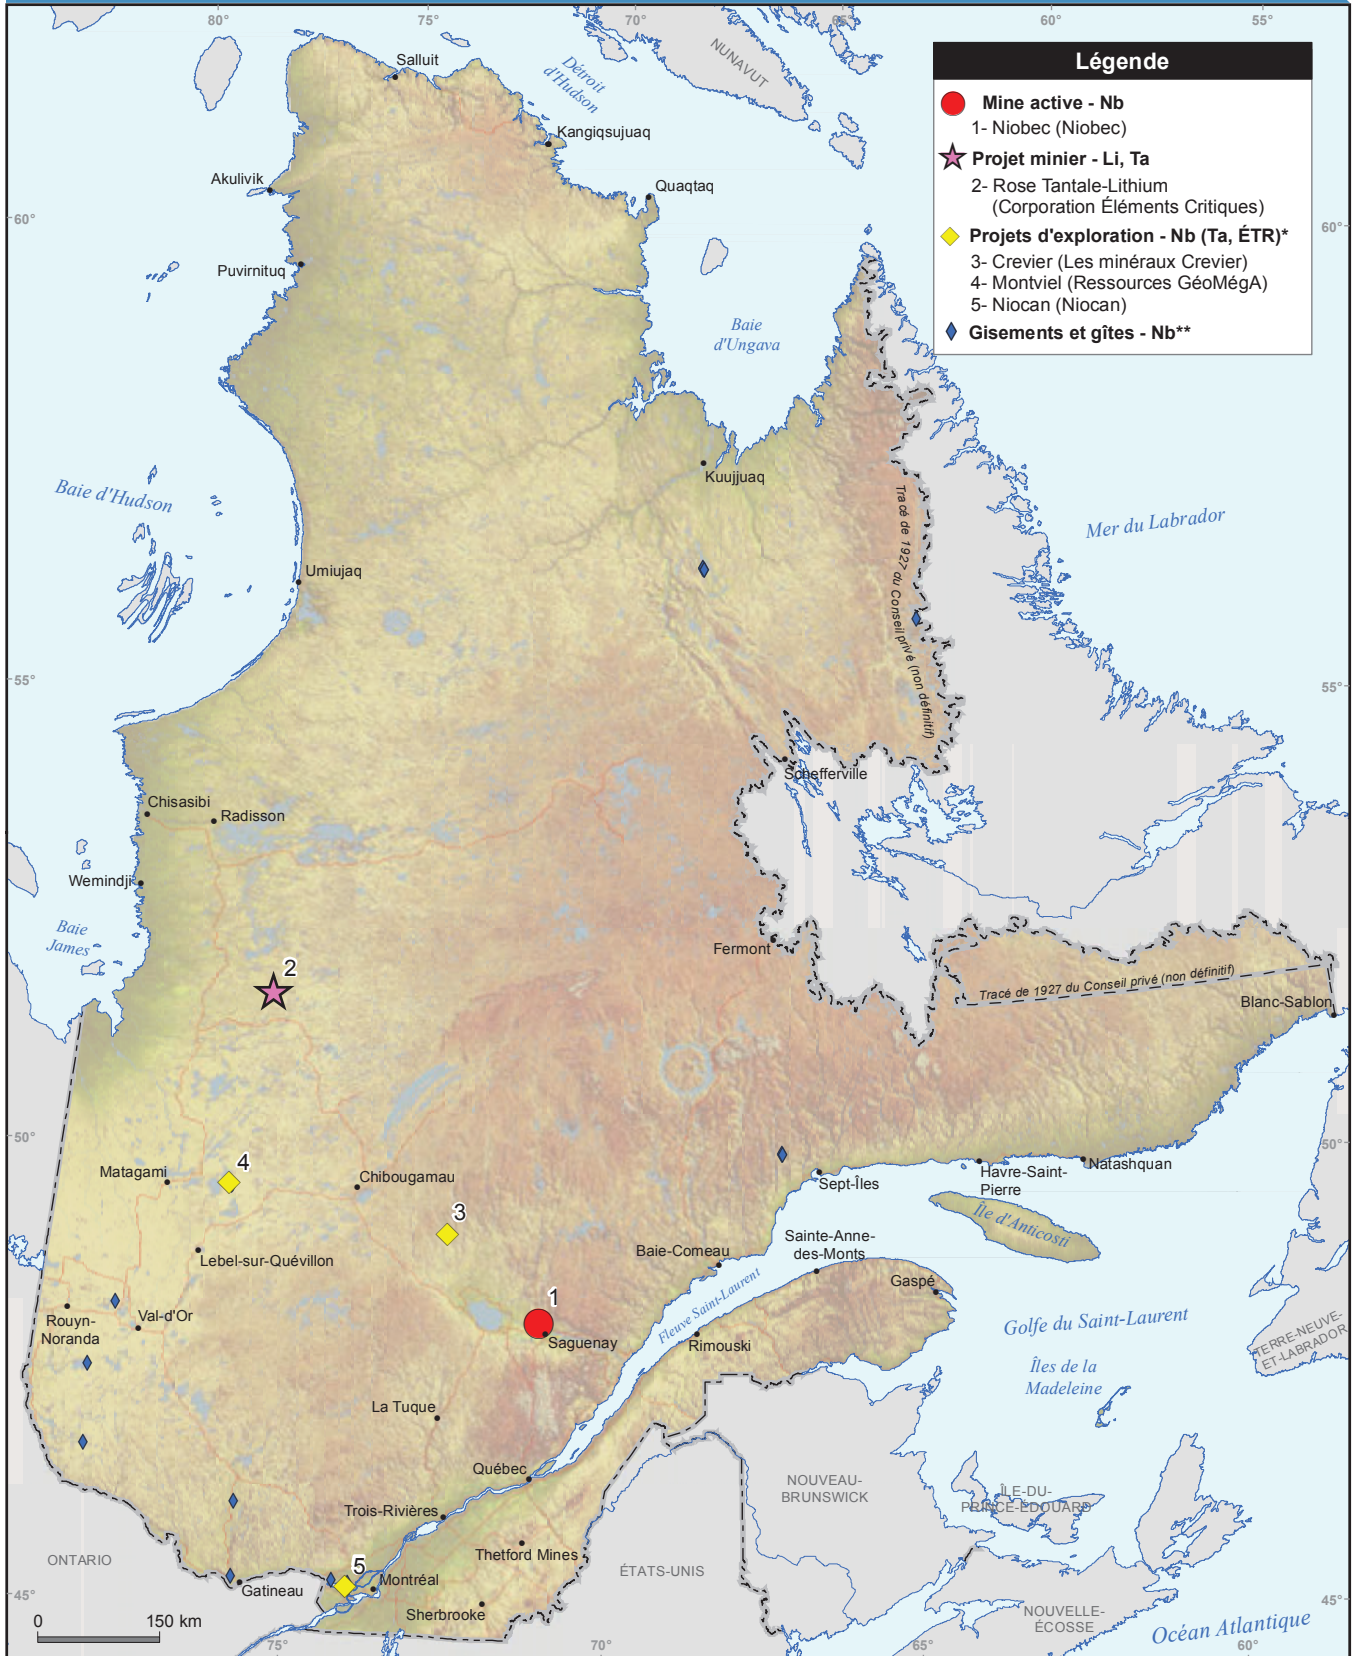 80°
75°
70°
65°
60°
55°
Légende
Mine active - Nb
1- Niobec (Niobec)
Projet minier - Li, Ta
2- Rose Tantale-Lithium
(Corporation Éléments Critiques)
Projets d'exploration - Nb (Ta, ÉTR)*
3- Crevier (Les minéraux Crevier)
4- Montviel (Ressources GéoMégA)
5- Niocan (Niocan)
Gisements et gîtes - Nb**
NUNAVUT
Salluit
Détroit
d'Hudson
Kangiqsujuaq
Akulivik
Quaqtaq
60°
60°
Puvirnituq
Baie
d'Ungava
Kuujjuaq
Baie d'Hudson
Mer du Labrador
Tracé de 1927 du Conseil privé (non définitif)
Umiujaq
55°
55°
Schefferville
Chisasibi
Radisson
Wemindji
Baie
James
Fermont
2
Tracé de 1927 du Conseil privé (non définitif)
Blanc-Sablon
50°
50°
Matagami
4
Chibougamau
Sept-Îles
Havre-Saint-
Pierre
Natashquan
3
Île d'Anticosti
Lebel-sur-Quévillon
Baie-Comeau
Sainte-Anne-
des-Monts
Gaspé
1
Fleuve Saint-Laurent
Rouyn-
Noranda
Val-d'Or
Saguenay
Rimouski
Golfe du Saint-Laurent
TERRE-NEUVE-
ET-LABRADOR
Îles de la
Madeleine
La Tuque
Québec
NOUVEAU-
BRUNSWICK
ÎLE-DU-
PRINCE-ÉDOUARD
Trois-Rivières
Thetford Mines
ONTARIO
ÉTATS-UNIS
5
Gatineau
Montréal
45°
45°
Sherbrooke
NOUVELLE-
ÉCOSSE
Océan Atlantique
0
150 km
75°
70°
65°
60°